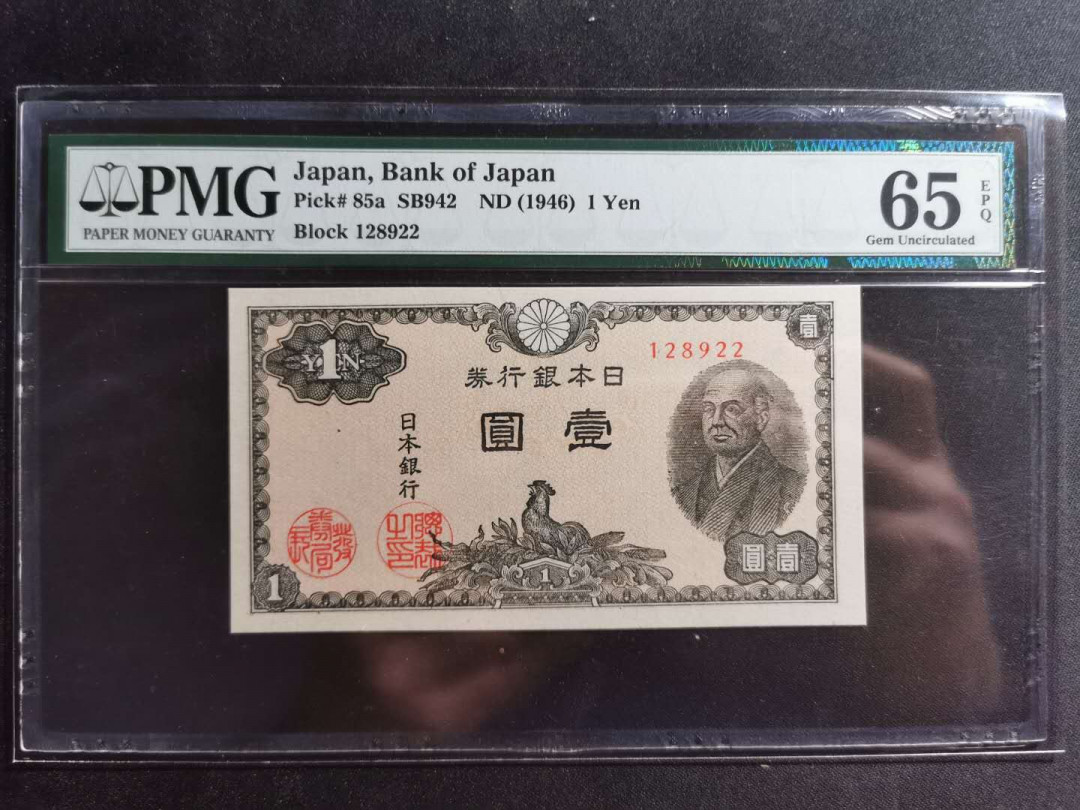 PMG
PAPER MONEY GUARANTY
Japan, Bank of Japan
Pick# 85a SB942 ND (1946) 1 Yen
Block 128922
65
EPQ
Gem Uncirculated
YEN
1
壹
128922
券行銀本日
圓壹
日本銀行
1
1
圓壹